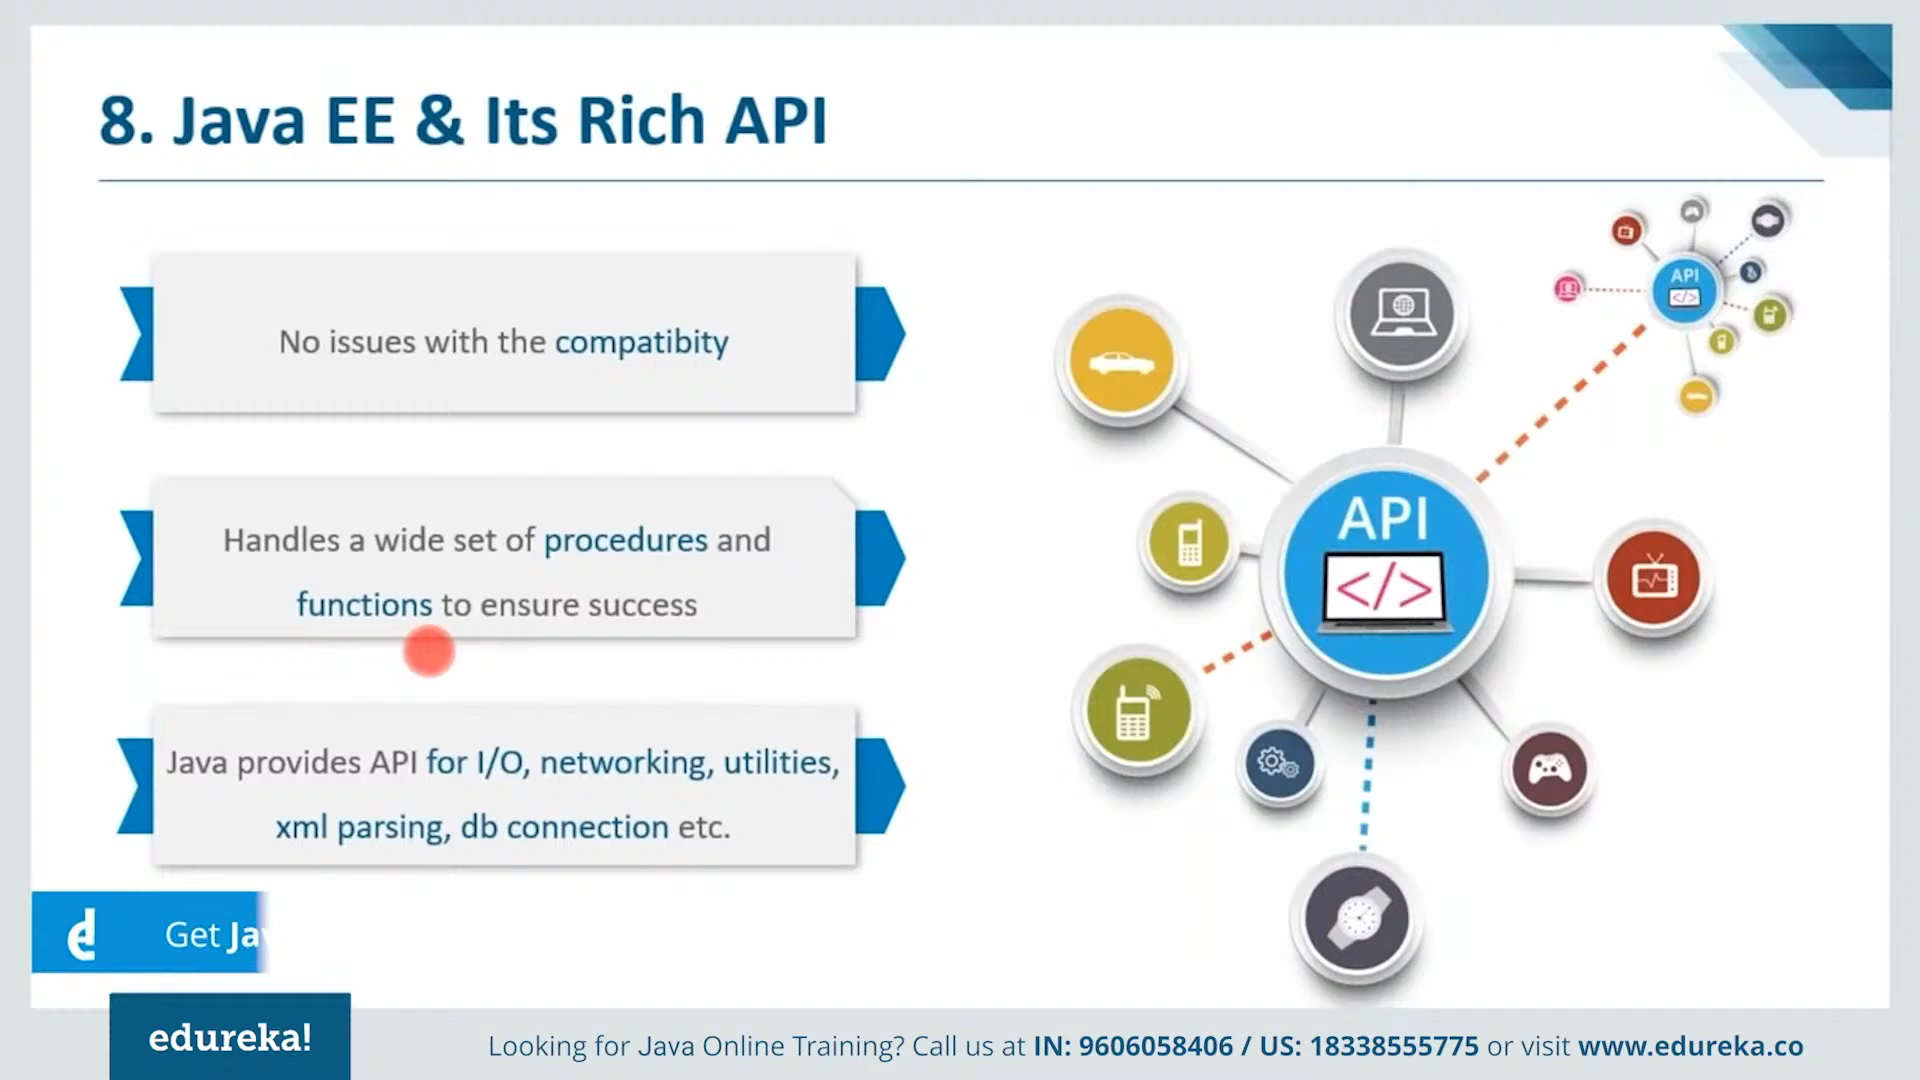 8. Java EE & Its Rich API
No issues with the compatibity
Handles a wide set of procedures and
functions to ensure success
Java provides API for I/O, networking, utilities,
xml parsing, db connection etc.
API
</>
API
</>
Get
edureka!
Looking for Java Online Training? Call us at IN: 9606058406 / US: 18338555775 or visit www.edureka.co